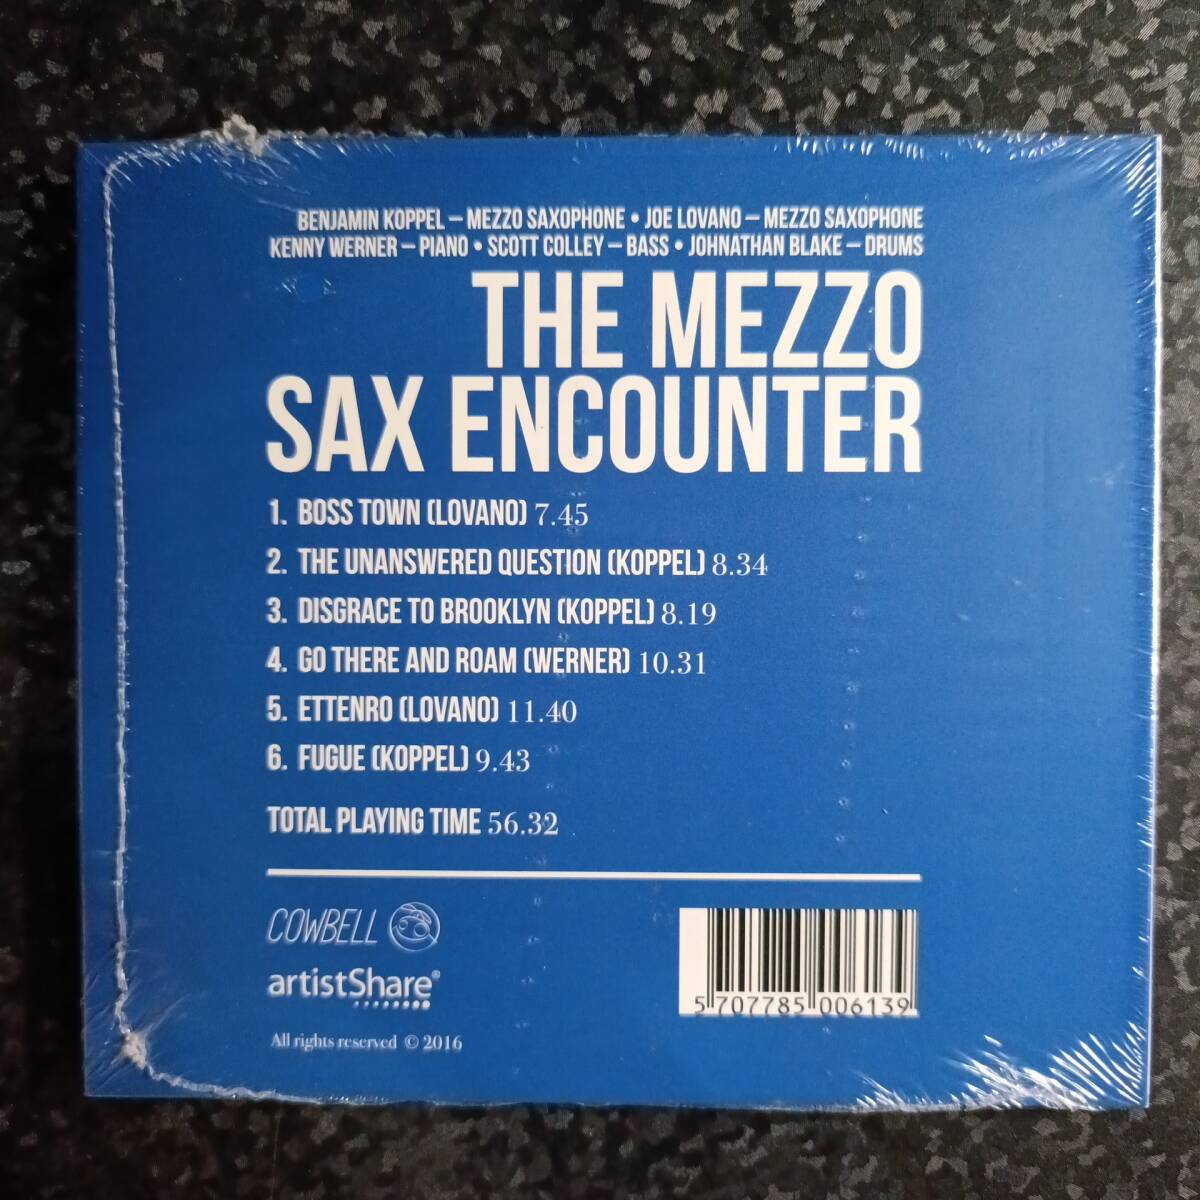 BENJAMIN KOPPEL – MEZZO SAXOPHONE • JOE LOVANO – MEZZO SAXOPHONE
KENNY WERNER – PIANO • SCOTT COLLEY – BASS • JOHNATHAN BLAKE – DRUMS
THE MEZZO
SAX ENCOUNTER
1. BOSS TOWN (LOVANO) 7.45
2. THE UNANSWERED QUESTION (KOPPEL) 8.34
3. DISGRACE TO BROOKLYN (KOPPEL) 8.19
4. GO THERE AND ROAM (WERNER) 10.31
5. ETTENRO (LOVANO) 11.40
6. FUGUE (KOPPEL) 9.43
TOTAL PLAYING TIME 56.32
COWBELL
artistShare®
All rights reserved © 2016
5 707785 006139